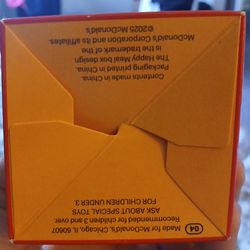 Made for McDonald's, Chicago, IL 60607
Recommended for children 3 and over.
ASK ABOUT SPECIAL TOYS
FOR CHILDREN UNDER 3.
04
Contents made in China.
Packaging printed in China.
The Happy Meal box design
is the trademark of the
McDonald's Corporation and its affiliates.
©2025 McDonald's